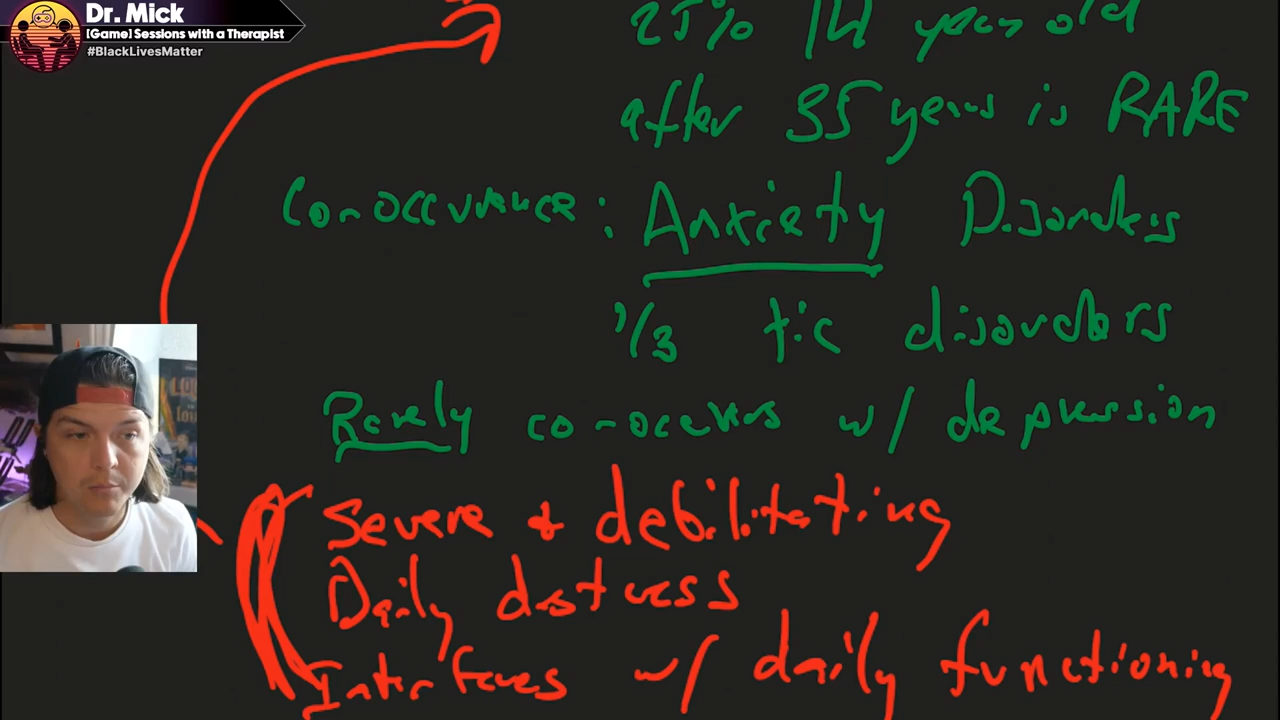 Dr. Mick
[Game] Sessions with a Therapist
#BlackLivesMatter
25% 14 years old
after 35 years is RARE
Co-occurrence: Anxiety Disorders
1/3 tic disorders
Rarely co-occurs w/ depression
Severe + debilitating
Daily distress
Interferes w/ daily functioning